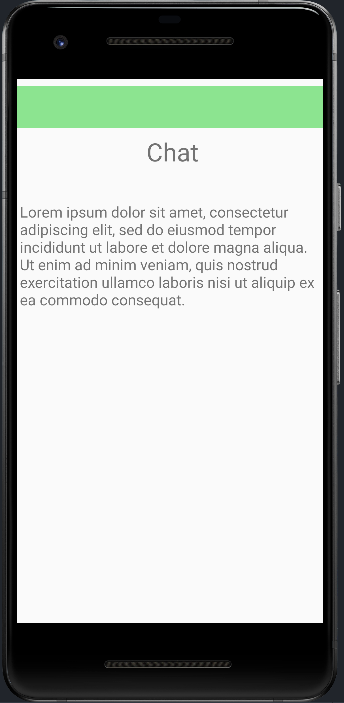 Chat
Lorem ipsum dolor sit amet, consectetur
adipiscing elit, sed do eiusmod tempor
incididunt ut labore et dolore magna aliqua.
Ut enim ad minim veniam, quis nostrud
exercitation ullamco laboris nisi ut aliquip ex
ea commodo consequat.